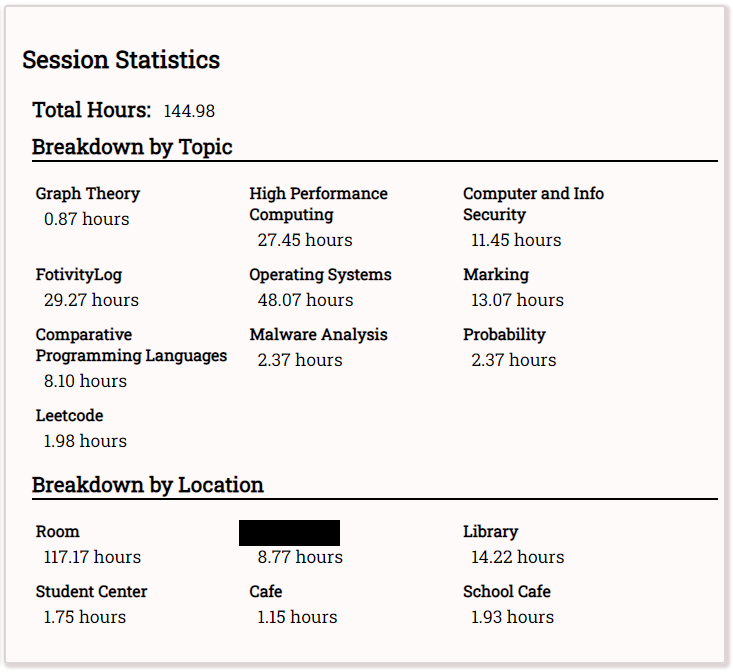 Session Statistics
Total Hours: 144.98
Breakdown by Topic
Graph Theory
0.87 hours
High Performance
Computing
27.45 hours
Computer and Info
Security
11.45 hours
FotivityLog
29.27 hours
Operating Systems
48.07 hours
Marking
13.07 hours
Comparative
Programming Languages
8.10 hours
Malware Analysis
2.37 hours
Probability
2.37 hours
Leetcode
1.98 hours
Breakdown by Location
Room
117.17 hours
8.77 hours
Library
14.22 hours
Student Center
1.75 hours
Cafe
1.15 hours
School Cafe
1.93 hours